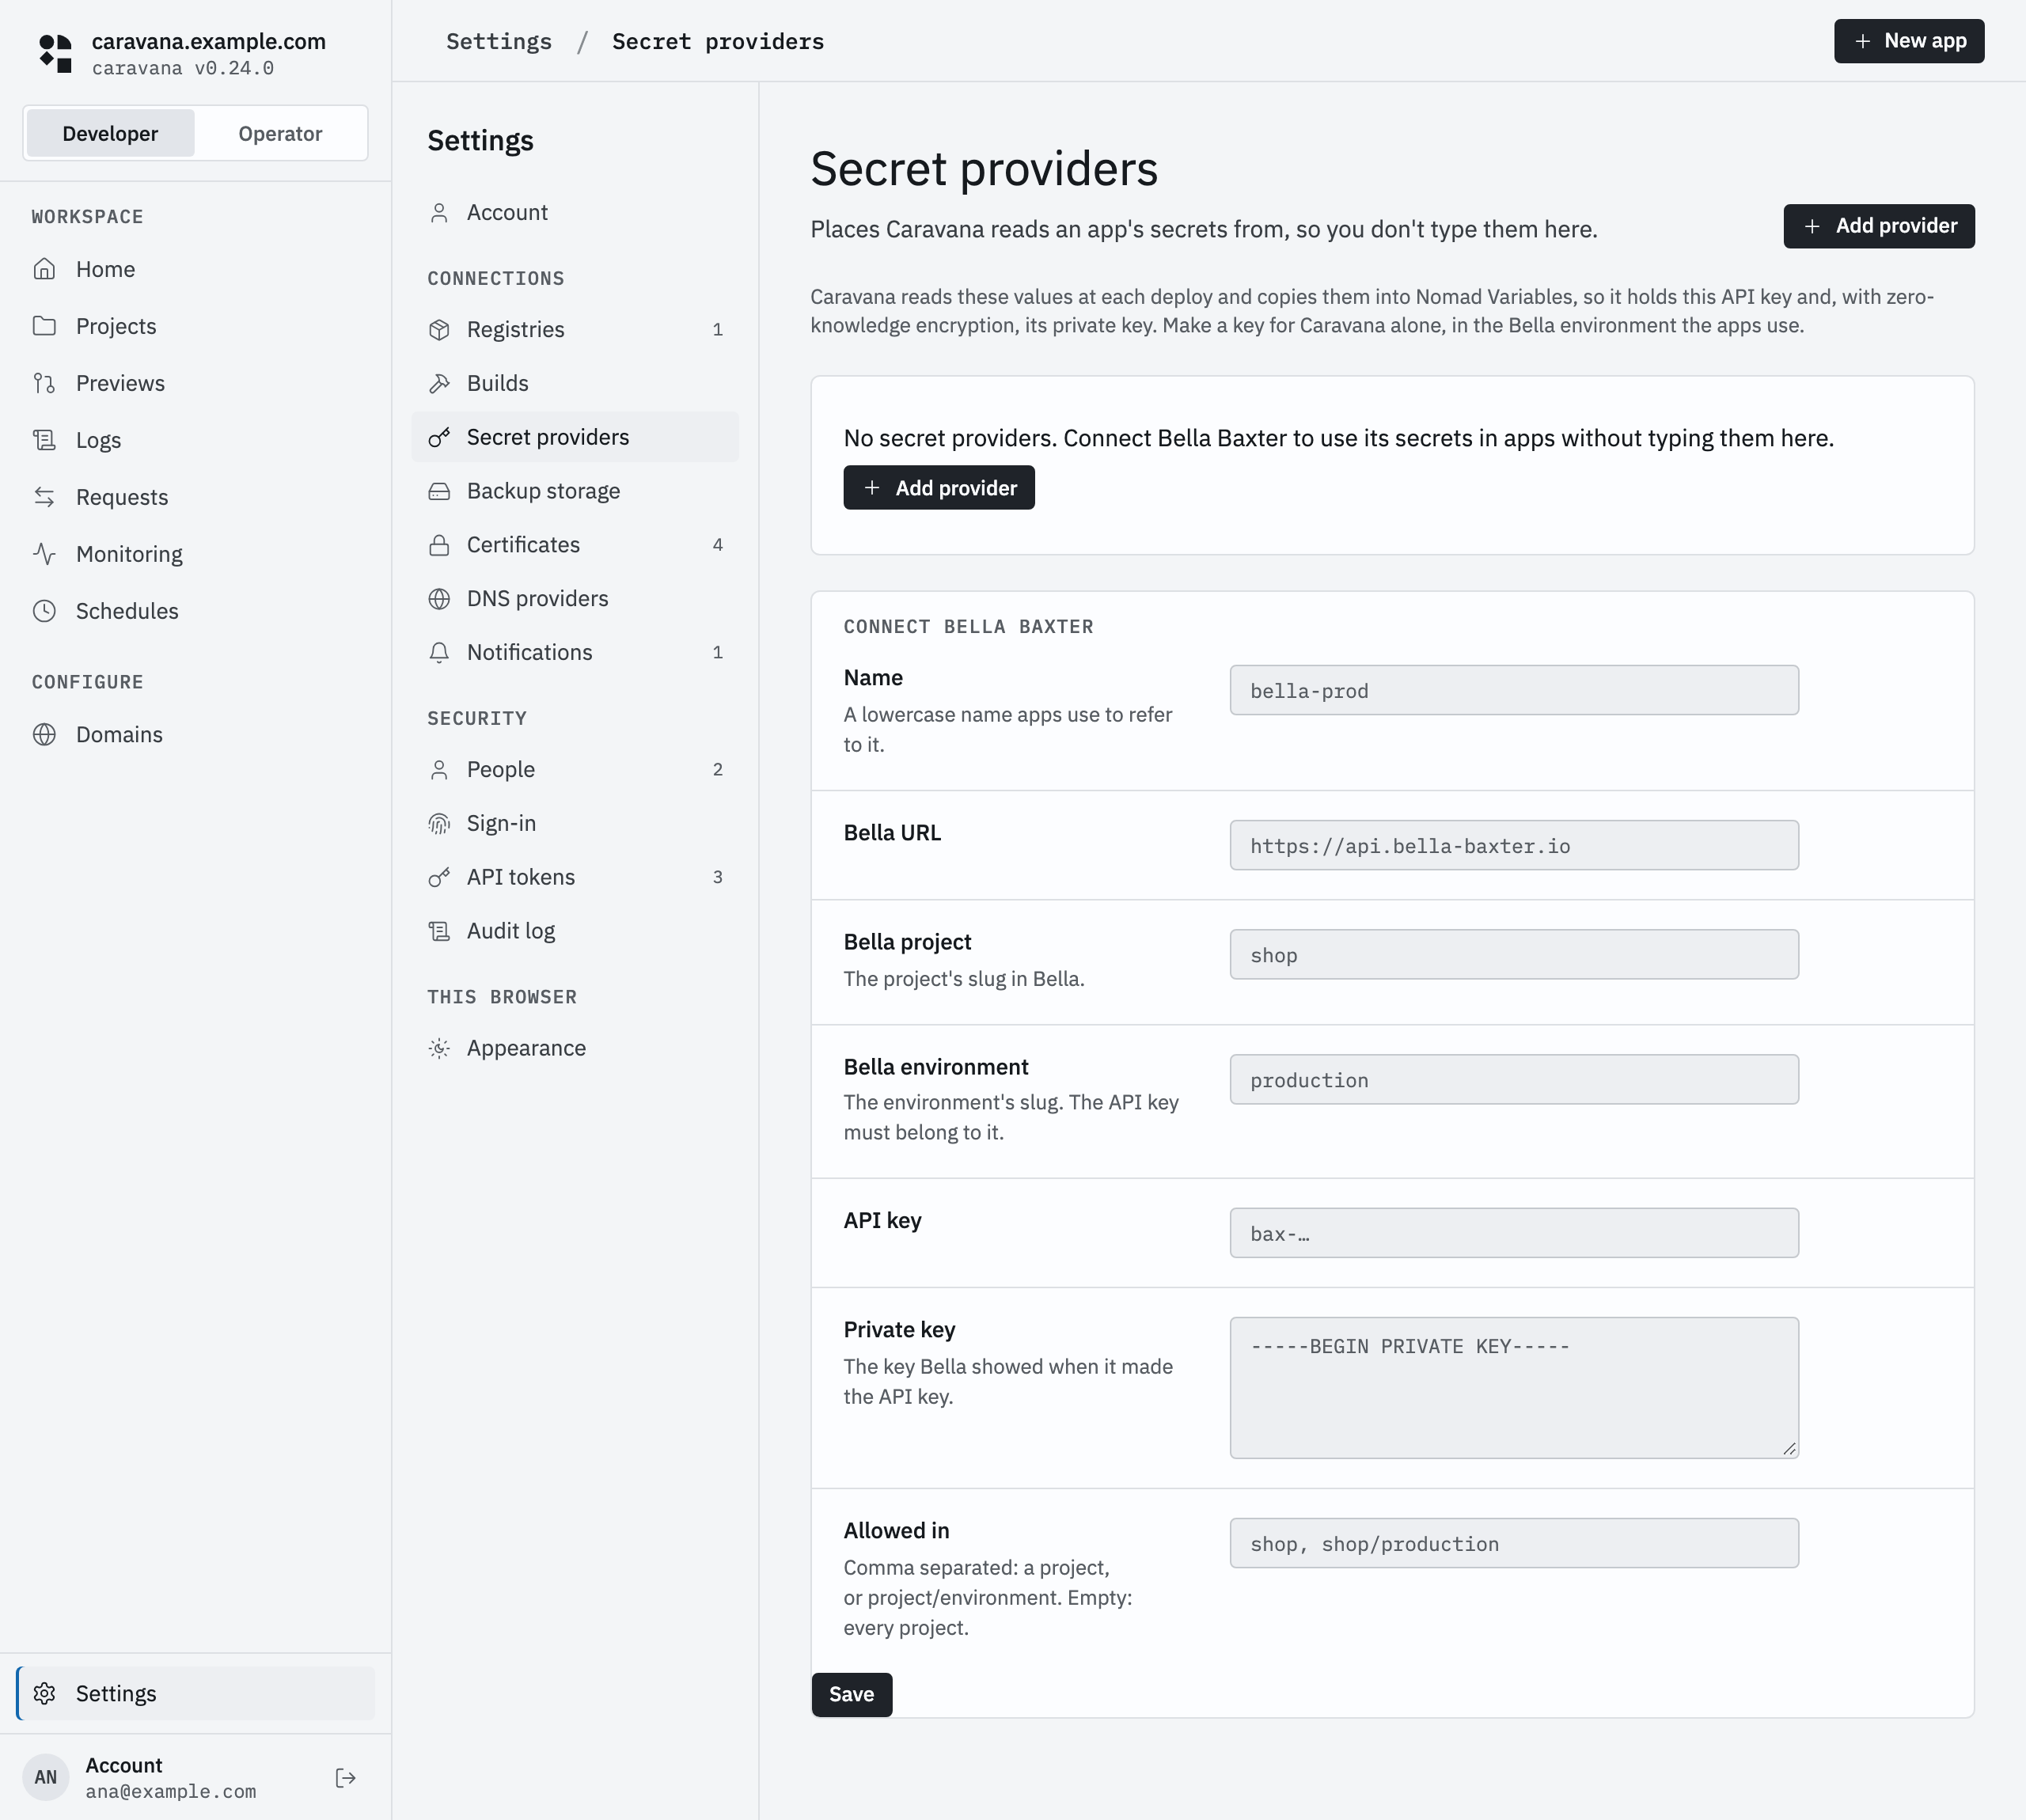 caravana.example.com
caravana v0.24.0
Developer
Operator
WORKSPACE
Home
Projects
Previews
Logs
Requests
Monitoring
Schedules
CONFIGURE
Domains
Settings
AN
Account
ana@example.com
Settings / Secret providers
New app
Settings
Account
CONNECTIONS
Registries 1
Builds
Secret providers
Backup storage
Certificates 4
DNS providers
Notifications 1
SECURITY
People 2
Sign-in
API tokens 3
Audit log
THIS BROWSER
Appearance
Secret providers
Places Caravana reads an app's secrets from, so you don't type them here.
Add provider
Caravana reads these values at each deploy and copies them into Nomad Variables, so it holds this API key and, with zero-
knowledge encryption, its private key. Make a key for Caravana alone, in the Bella environment the apps use.
No secret providers. Connect Bella Baxter to use its secrets in apps without typing them here.
Add provider
CONNECT BELLA BAXTER
Name
A lowercase name apps use to refer
to it.
bella-prod
Bella URL
https://api.bella-baxter.io
Bella project
The project's slug in Bella.
shop
Bella environment
The environment's slug. The API key
must belong to it.
production
API key
bax-…
Private key
The key Bella showed when it made
the API key.
-----BEGIN PRIVATE KEY-----
Allowed in
Comma separated: a project,
or project/environment. Empty:
every project.
shop, shop/production
Save